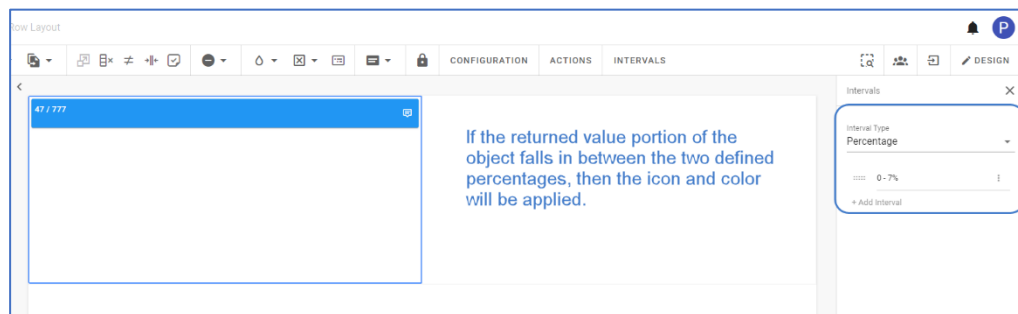 Row Layout
P
CONFIGURATION ACTIONS INTERVALS DESIGN
Intervals
47 / 777
Interval Type
Percentage
0 - 7%
+ Add Interval
If the returned value portion of the
object falls in between the two defined
percentages, then the icon and color
will be applied.